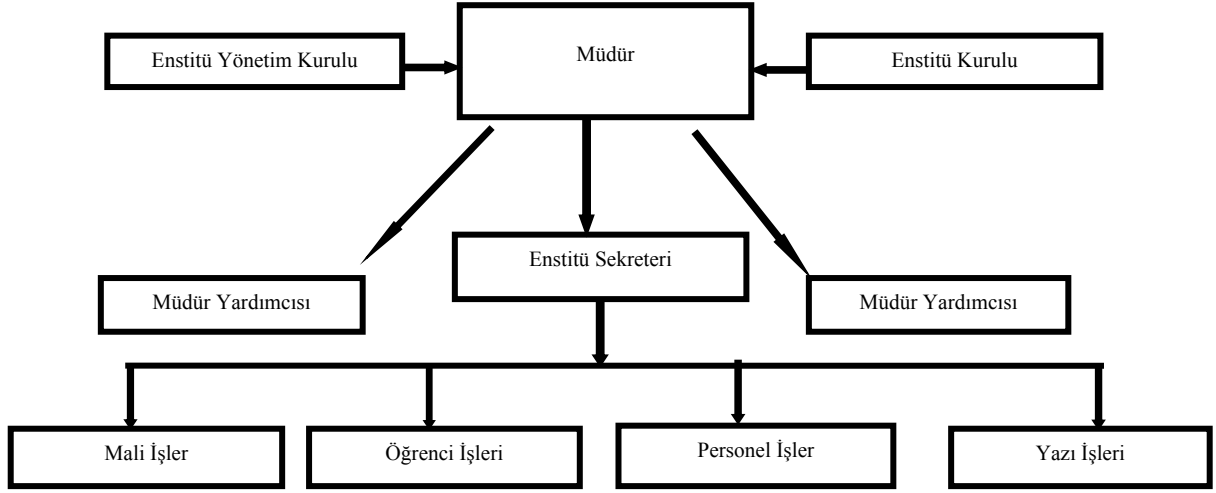 Müdür
Enstitü Yönetim Kurulu
Enstitü Kurulu
Enstitü Sekreteri
Müdür Yardımcısı
Müdür Yardımcısı
Mali İşler
Öğrenci İşleri
Personel İşler
Yazı İşleri